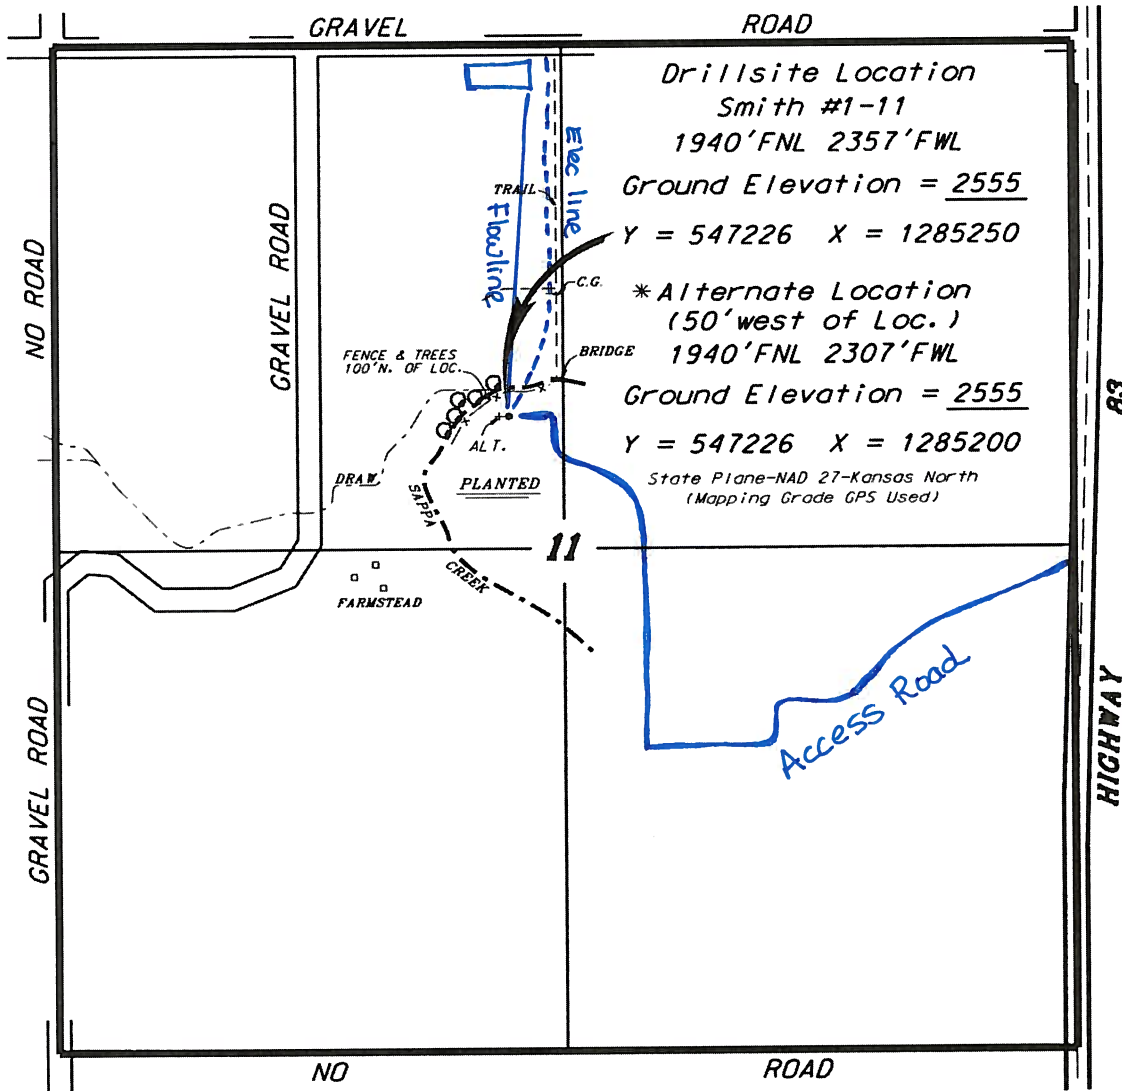 GRAVEL ROAD
Drillsite Location
Smith #1-11
1940'FNL 2357'FWL
Ground Elevation = 2555
Y = 547226 X = 1285250
*Alternate Location
(50'west of Loc.)
1940'FNL 2307'FWL
Ground Elevation = 2555
Y = 547226 X = 1285200
State Plane-NAD 27-Kansas North
(Mapping Grade GPS Used)
Elec line
TRAIL
Flowline
C.G.
BRIDGE
NO ROAD
GRAVEL ROAD
FENCE & TREES
100'N. OF LOC.
ALT.
DRAW
PLANTED
SAPPA
CREEK
11
FARMSTEAD
83
HIGHWAY
Access Road
GRAVEL ROAD
NO ROAD